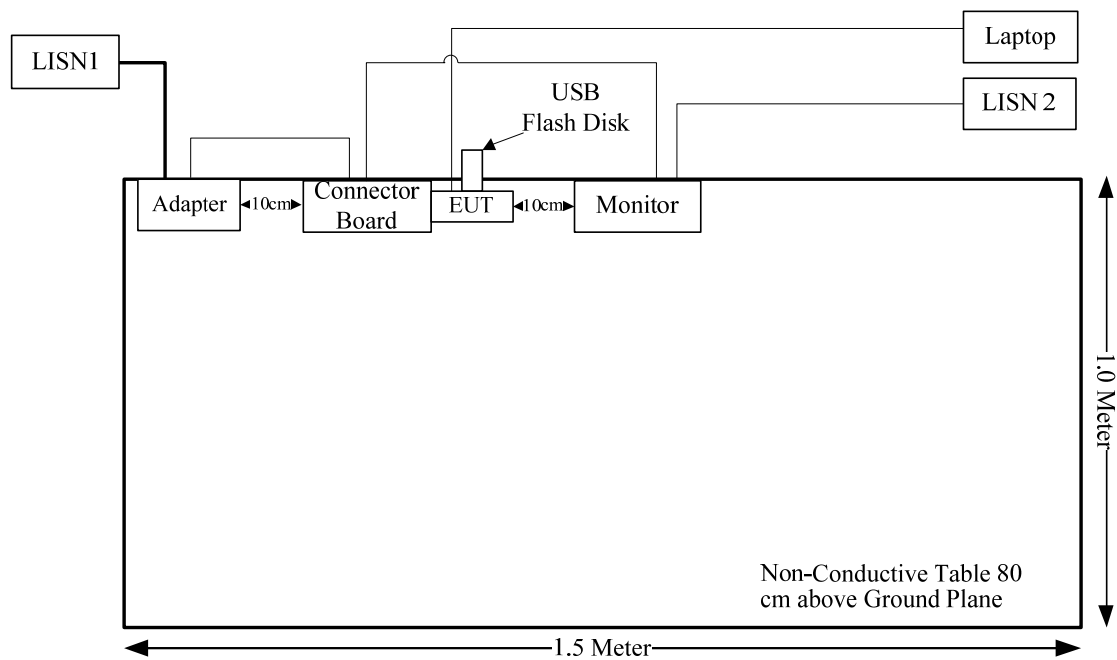 LISN1
Laptop
LISN 2
USB
Flash Disk
Adapter
10cm
Connector
Board
EUT
10cm
Monitor
1.0 Meter
Non-Conductive Table 80
cm above Ground Plane
1.5 Meter